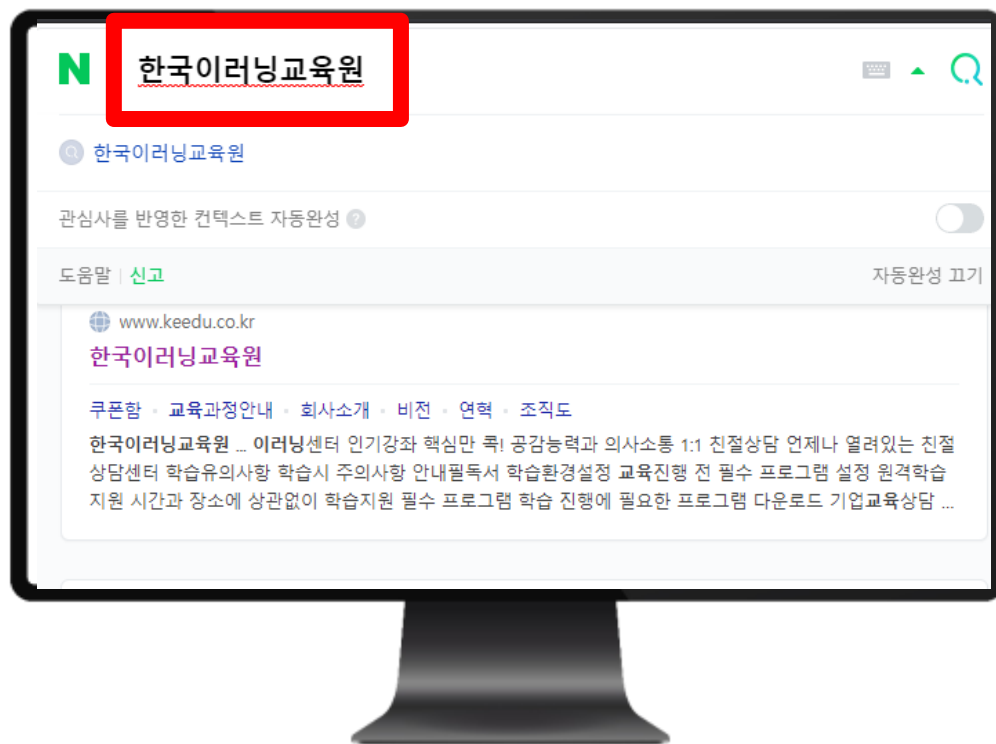 N 한국이러닝교육원
한국이러닝교육원
관심사를 반영한 컨텍스트 자동완성 ?
도움말 | 신고 자동완성 끄기
www.keedu.co.kr
한국이러닝교육원
쿠폰함 · 교육과정안내 · 회사소개 · 비전 · 연혁 · 조직도
한국이러닝교육원 ... 이러닝센터 인기강좌 핵심만 콕! 공감능력과 의사소통 1:1 친절상담 언제나 열려있는 친절
상담센터 학습유의사항 학습시 주의사항 안내필독서 학습환경설정 교육진행 전 필수 프로그램 설정 원격학습
지원 시간과 장소에 상관없이 학습지원 필수 프로그램 학습 진행에 필요한 프로그램 다운로드 기업교육상담 ...